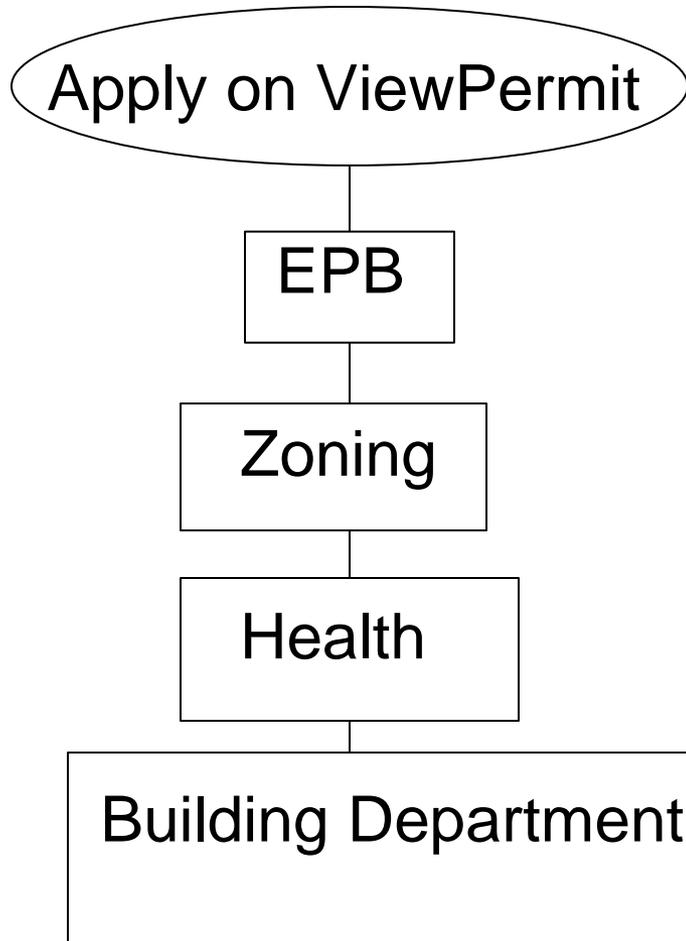 Apply on ViewPermit
EPB
Zoning
Health
Building Department